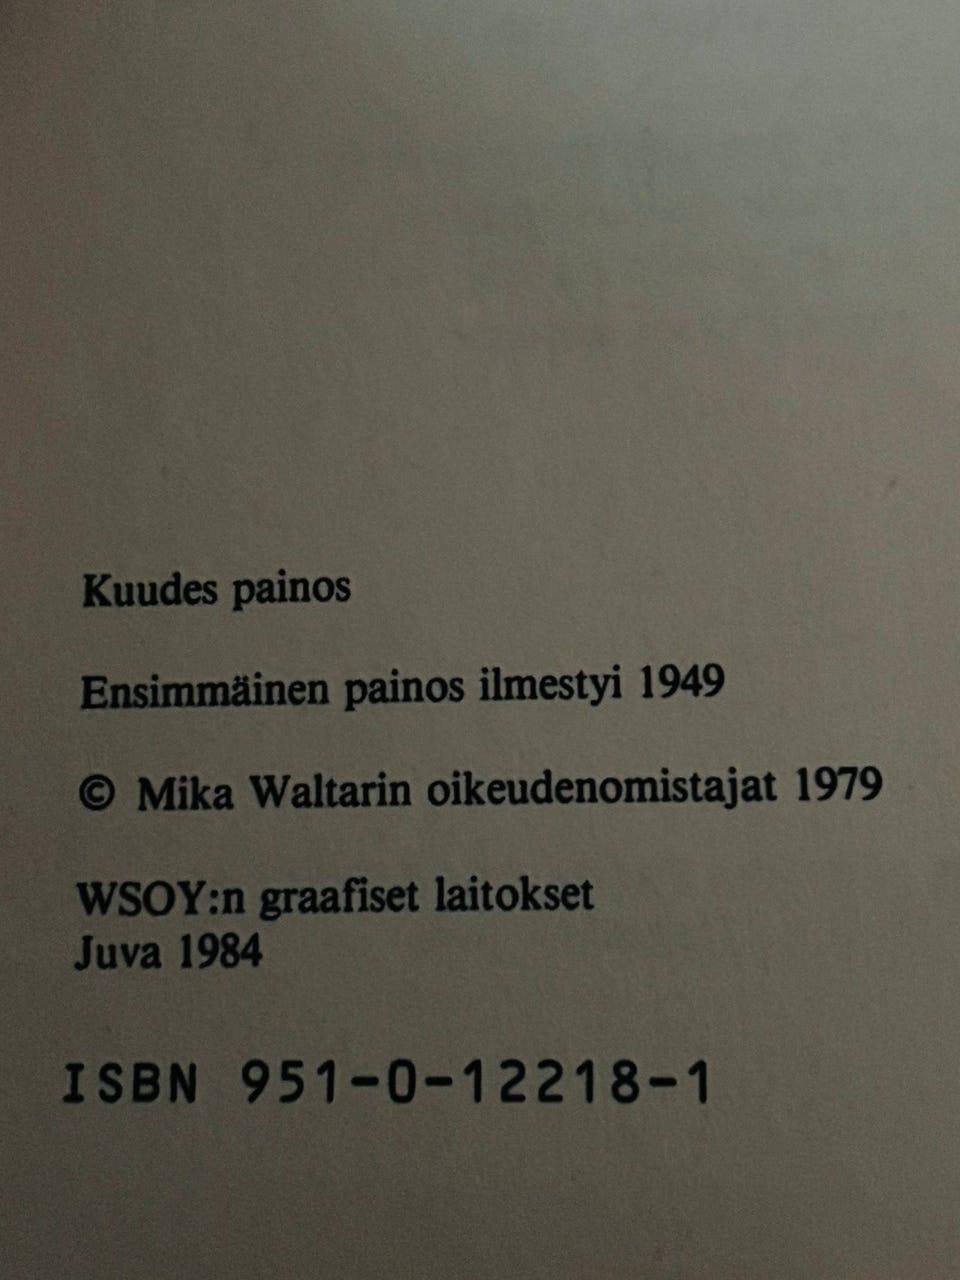 Kuudes painos
Ensimmäinen painos ilmestyi 1949
© Mika Waltarin oikeudenomistajat 1979
WSOY:n graafiset laitokset
Juva 1984
ISBN 951-0-12218-1